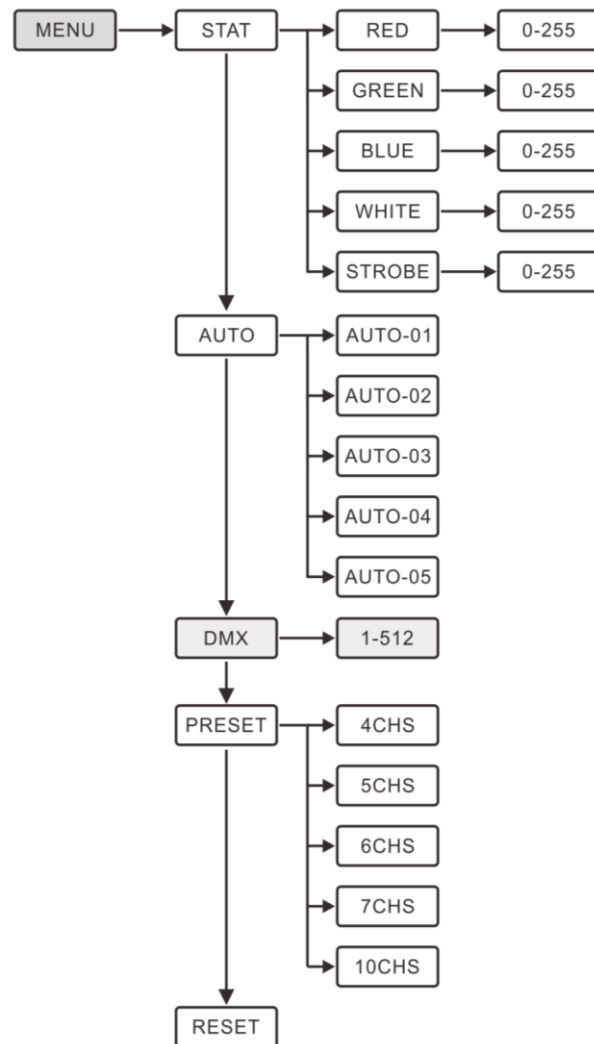 MENU STAT RED 0-255
GREEN 0-255
BLUE 0-255
WHITE 0-255
STROBE 0-255
AUTO AUTO-01
AUTO-02
AUTO-03
AUTO-04
AUTO-05
DMX 1-512
PRESET 4CHS
5CHS
6CHS
7CHS
10CHS
RESET